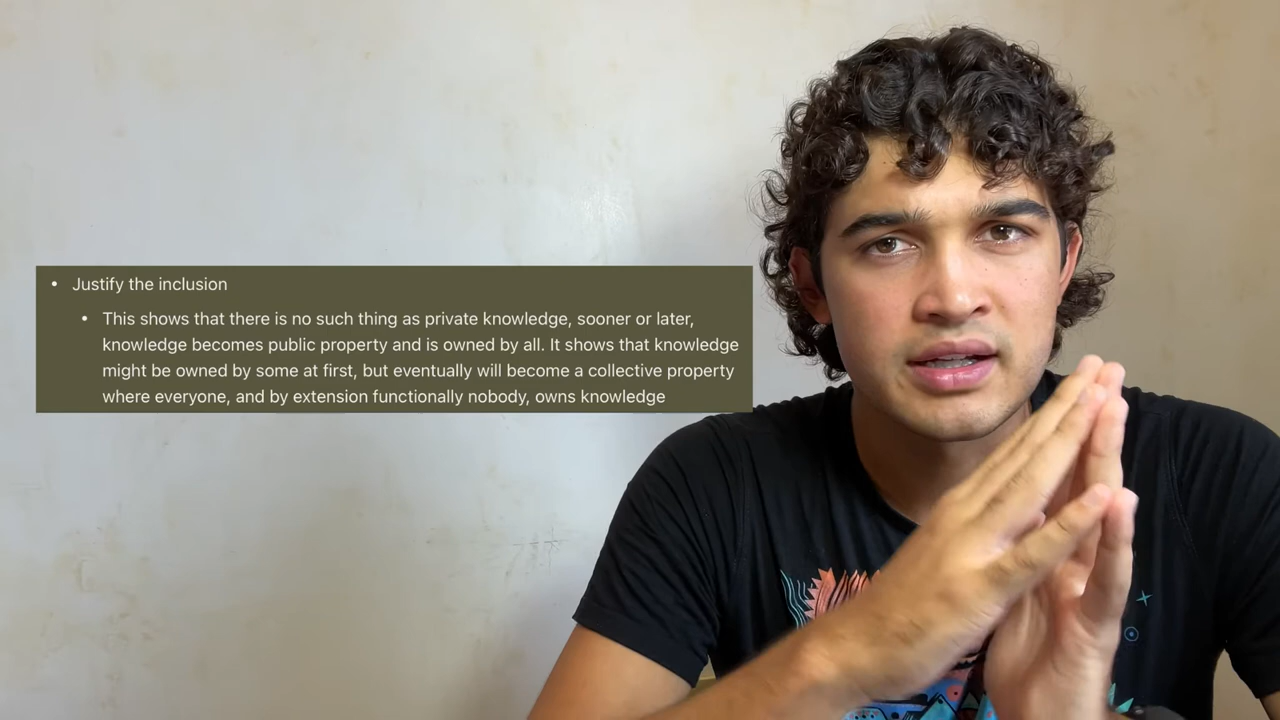 • Justify the inclusion
• This shows that there is no such thing as private knowledge, sooner or later,
knowledge becomes public property and is owned by all. It shows that knowledge
might be owned by some at first, but eventually will become a collective property
where everyone, and by extension functionally nobody, owns knowledge